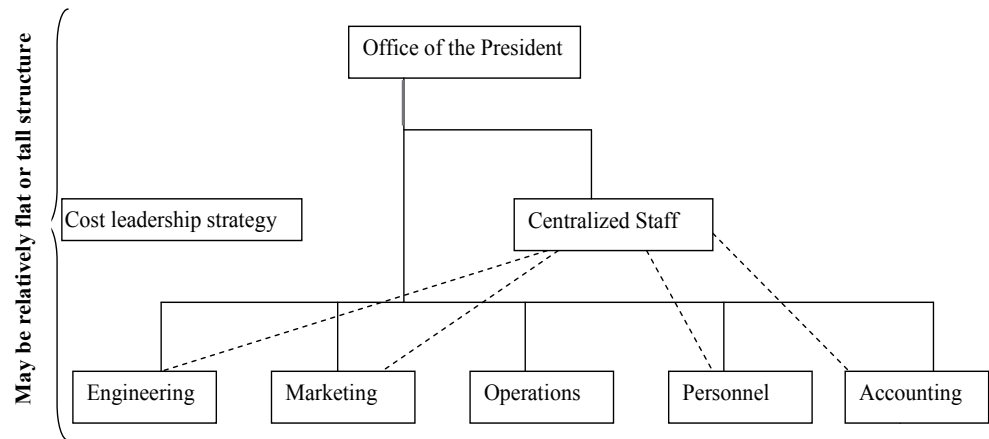 May be relatively flat or tall structure
Office of the President
Cost leadership strategy
Centralized Staff
Engineering
Marketing
Operations
Personnel
Accounting